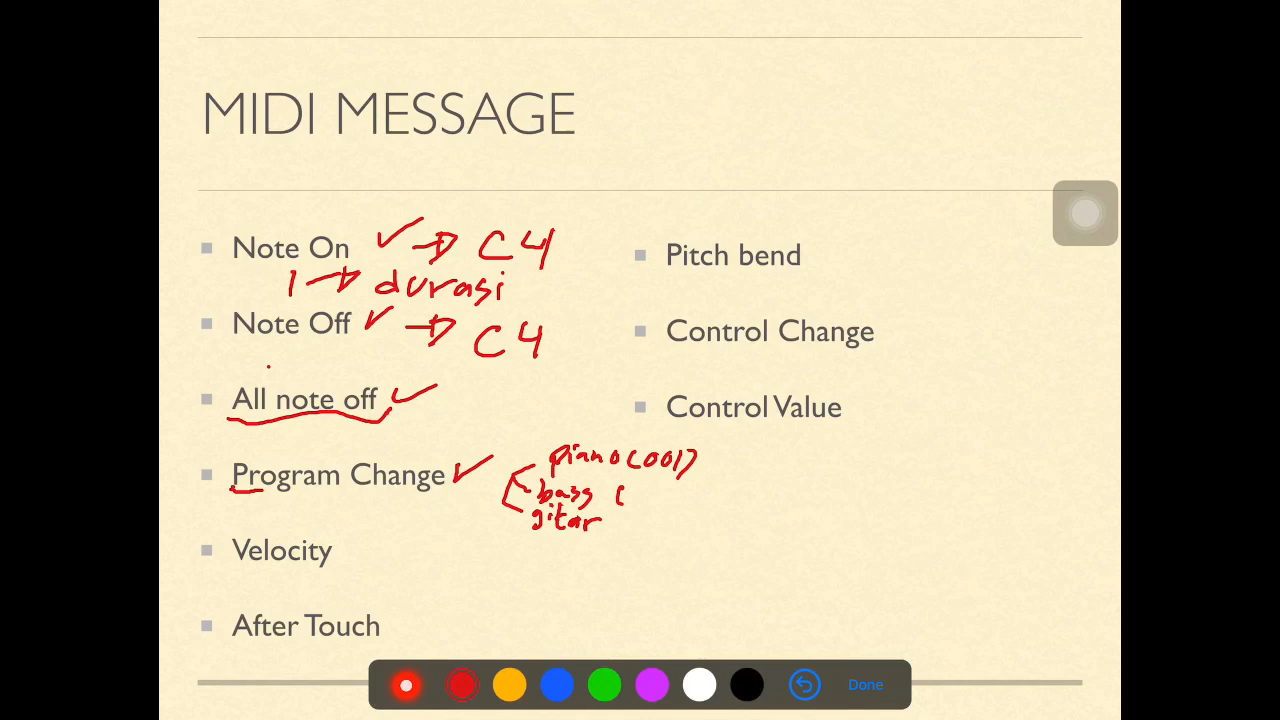 MIDI MESSAGE
Note On → C4
1 → durasi
Note Off → C4
All note off
Program Change
piano (001)
bass (
gitar
Velocity
After Touch
Pitch bend
Control Change
Control Value
Done